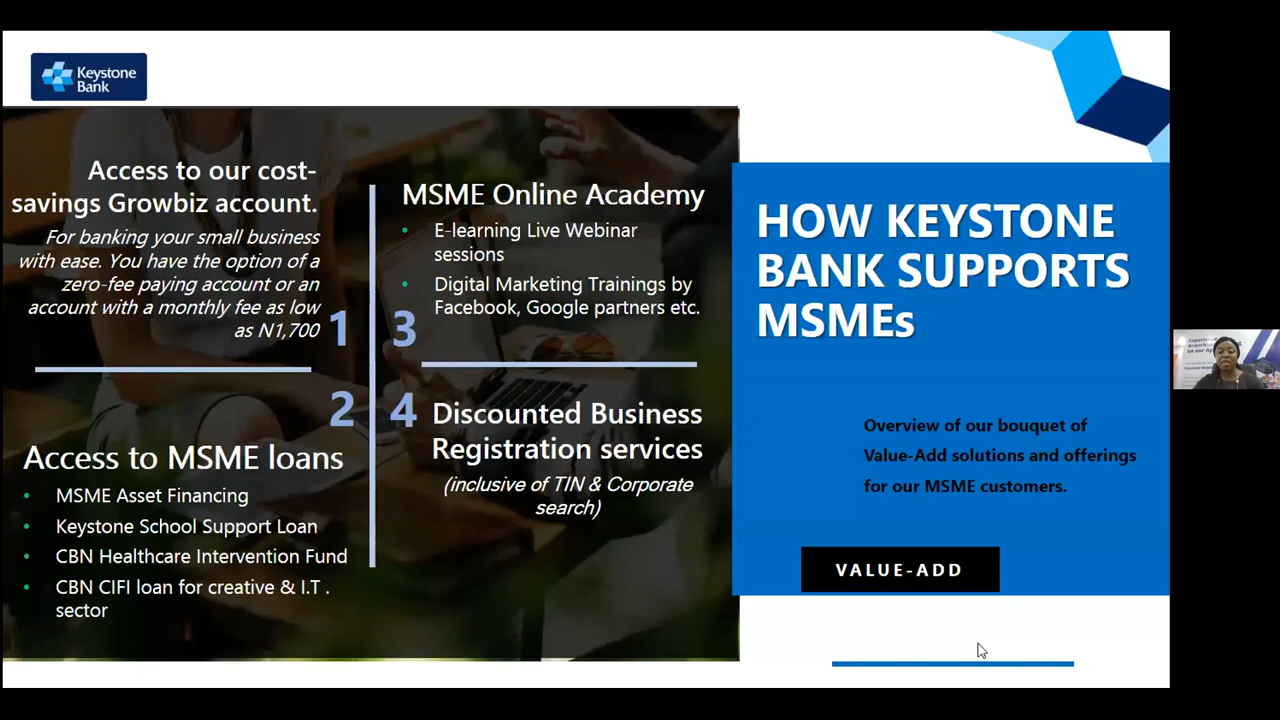 Keystone
Bank
Access to our cost-
savings Growbiz account.
For banking your small business
with ease. You have the option of a
zero-fee paying account or an
account with a monthly fee as low
as N1,700
1
2
Access to MSME loans
• MSME Asset Financing
• Keystone School Support Loan
• CBN Healthcare Intervention Fund
• CBN CIFI loan for creative & I.T .
sector
MSME Online Academy
• E-learning Live Webinar
sessions
• Digital Marketing Trainings by
Facebook, Google partners etc.
3
4
Discounted Business
Registration services
(inclusive of TIN & Corporate
search)
HOW KEYSTONE
BANK SUPPORTS
MSMEs
Overview of our bouquet of
Value-Add solutions and offerings
for our MSME customers.
VALUE-ADD